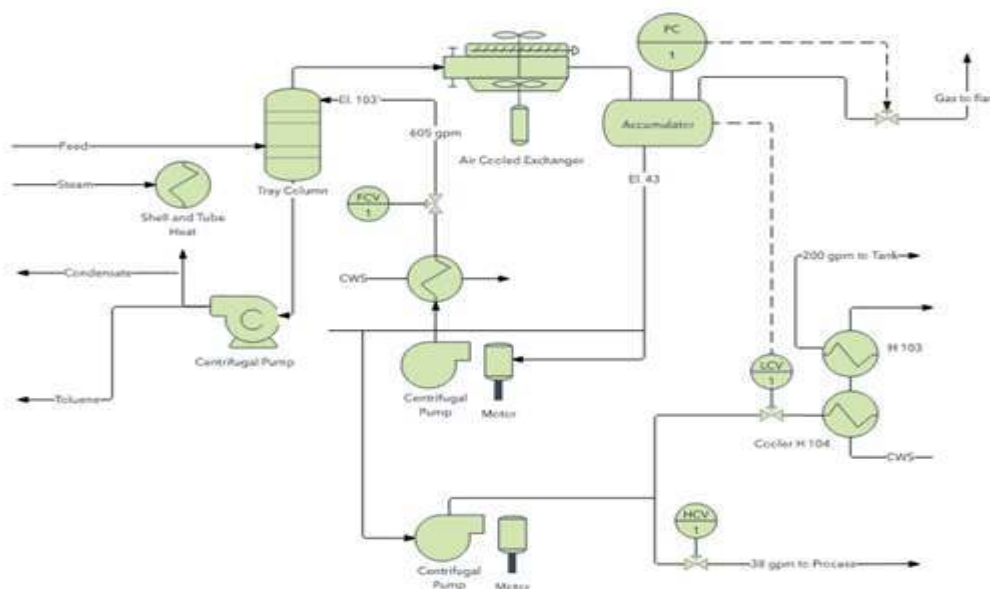 PC
1
El. 103'
Accumulator
Gas to fla
605 gpm
Feed
Air Cooled Exchanger
El. 43
Steam
Tray Column
FCV
1
Shell and Tube
Heat
200 gpm to Tank
Condensate
CWS
C
H 103
Centrifugal Pump
LCV
1
Toluene
Centrifugal
Pump
Motor
Cooler H 104
CWS
HCV
1
38 gpm to Process
Centrifugal
Pump
Motor